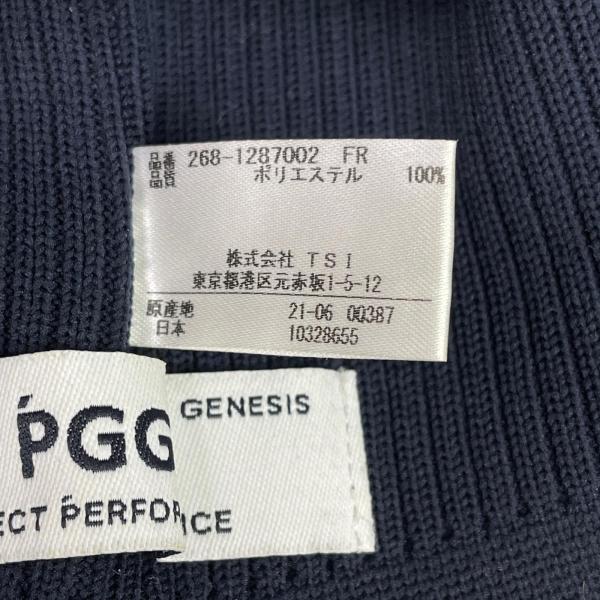 品番 268-1287002 FR
品質 ポリエステル 100%
株式会社 TSI
東京都港区元赤坂1-5-12
原産地 21-06 00387
日本 10328655
PGG GENESIS
ECT PERFOR ICE